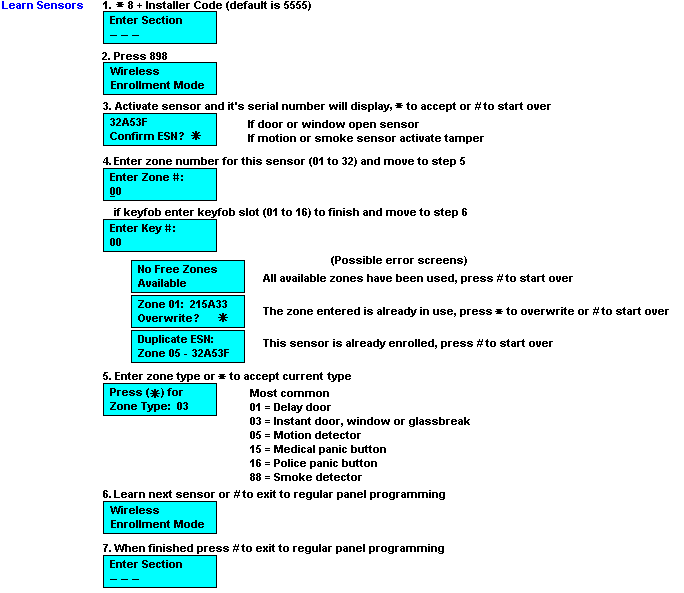 Learn Sensors
1. * 8 + Installer Code (default is 5555)
Enter Section
_ _ _
2. Press 898
Wireless
Enrollment Mode
3. Activate sensor and it's serial number will display, * to accept or # to start over
32A53F
Confirm ESN? *
If door or window open sensor
If motion or smoke sensor activate tamper
4. Enter zone number for this sensor (01 to 32) and move to step 5
Enter Zone #:
00
if keyfob enter keyfob slot (01 to 16) to finish and move to step 6
Enter Key #:
00
(Possible error screens)
No Free Zones
Available
All available zones have been used, press # to start over
Zone 01: 215A33
Overwrite? *
The zone entered is already in use, press * to overwrite or # to start over
Duplicate ESN:
Zone 05 - 32A53F
This sensor is already enrolled, press # to start over
5. Enter zone type or * to accept current type
Press (*) for
Zone Type: 03
Most common
01 = Delay door
03 = Instant door, window or glassbreak
05 = Motion detector
15 = Medical panic button
16 = Police panic button
88 = Smoke detector
6. Learn next sensor or # to exit to regular panel programming
Wireless
Enrollment Mode
7. When finished press # to exit to regular panel programming
Enter Section
_ _ _